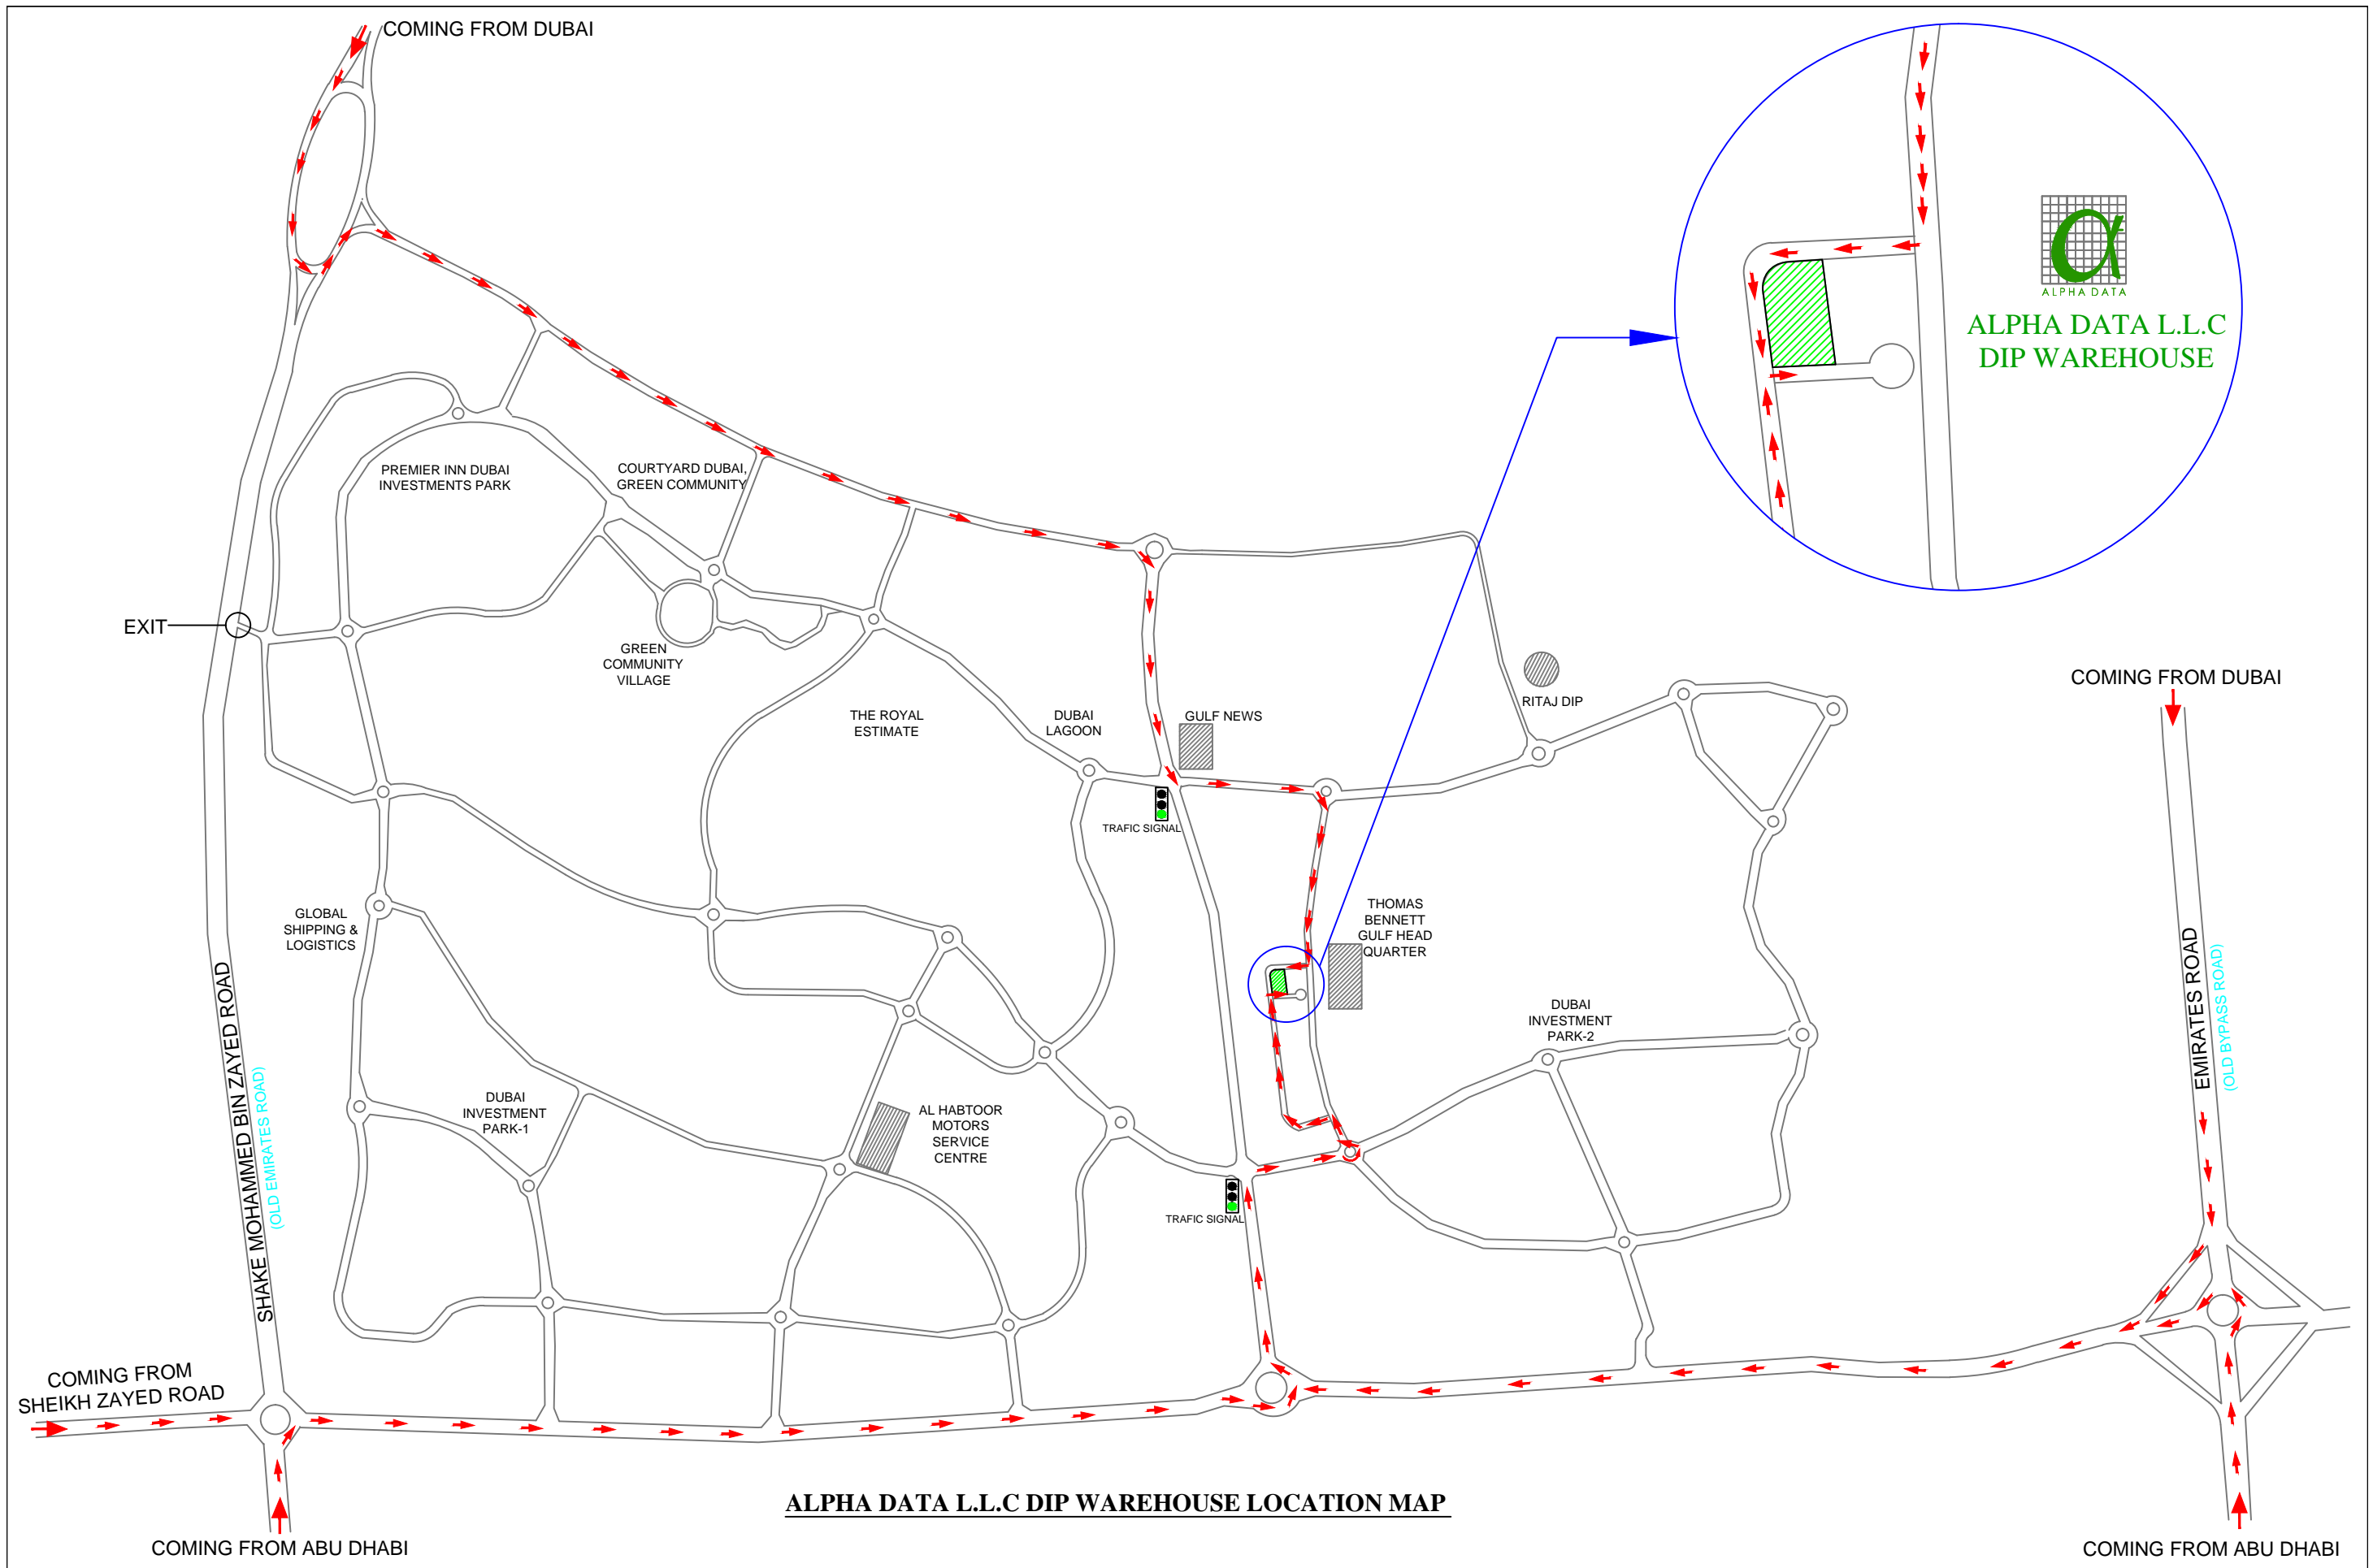 COMING FROM DUBAI
ALPHA DATA
ALPHA DATA L.L.C
DIP WAREHOUSE
PREMIER INN DUBAI
INVESTMENTS PARK
COURTYARD DUBAI,
GREEN COMMUNITY
EXIT
GREEN
COMMUNITY
VILLAGE
THE ROYAL
ESTIMATE
DUBAI
LAGOON
GULF NEWS
RITAJ DIP
COMING FROM DUBAI
TRAFIC SIGNAL
GLOBAL
SHIPPING &
LOGISTICS
THOMAS
BENNETT
GULF HEAD
QUARTER
DUBAI
INVESTMENT
PARK-2
EMIRATES ROAD
(OLD BYPASS ROAD)
SHAKE MOHAMMED BIN ZAYED ROAD
(OLD EMIRATES ROAD)
DUBAI
INVESTMENT
PARK-1
AL HABTOOR
MOTORS
SERVICE
CENTRE
TRAFIC SIGNAL
COMING FROM
SHEIKH ZAYED ROAD
ALPHA DATA L.L.C DIP WAREHOUSE LOCATION MAP
COMING FROM ABU DHABI
COMING FROM ABU DHABI